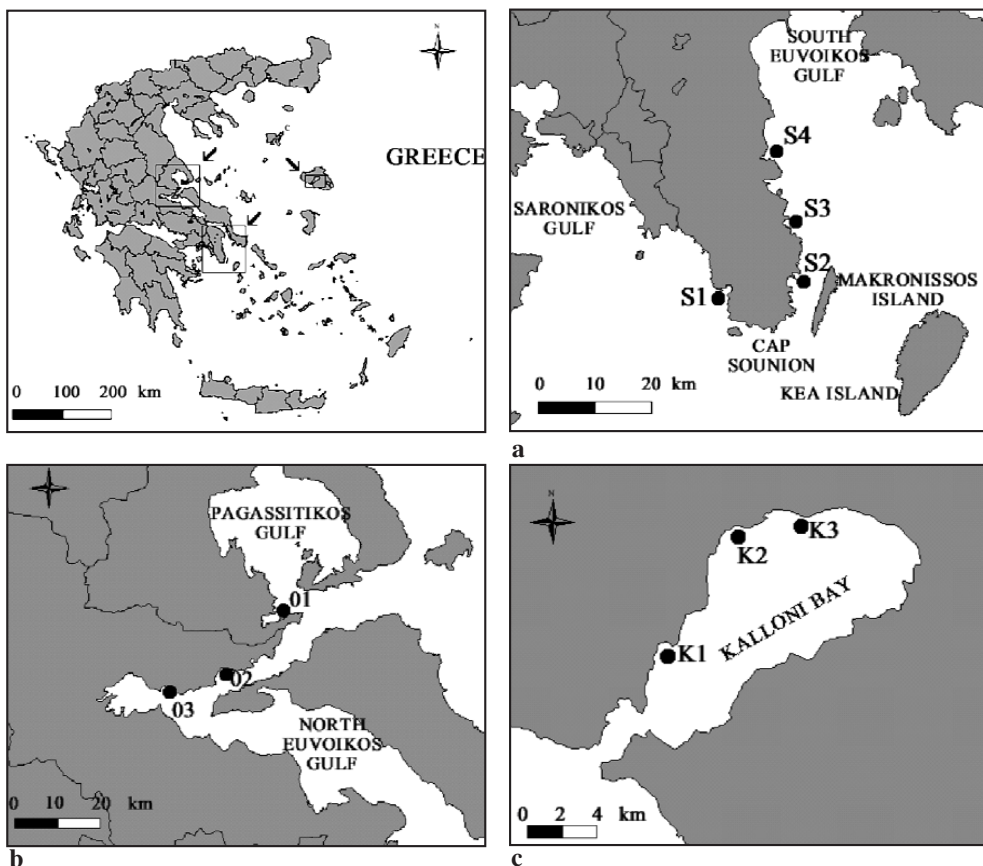 N
C
GREECE
0 100 200 km
SOUTH
EUVOIKOS
GULF
S4
SARONIKOS
GULF
S3
S2
S1
MAKRONISSOS
ISLAND
CAP
SOUNION
KEA ISLAND
0 10 20 km
a
PAGASSITIKOS
GULF
01
02
03
NORTH
EUVOIKOS
GULF
0 10 20 km
b
N
K2
K3
KALLONI BAY
K1
0 2 4 km
c